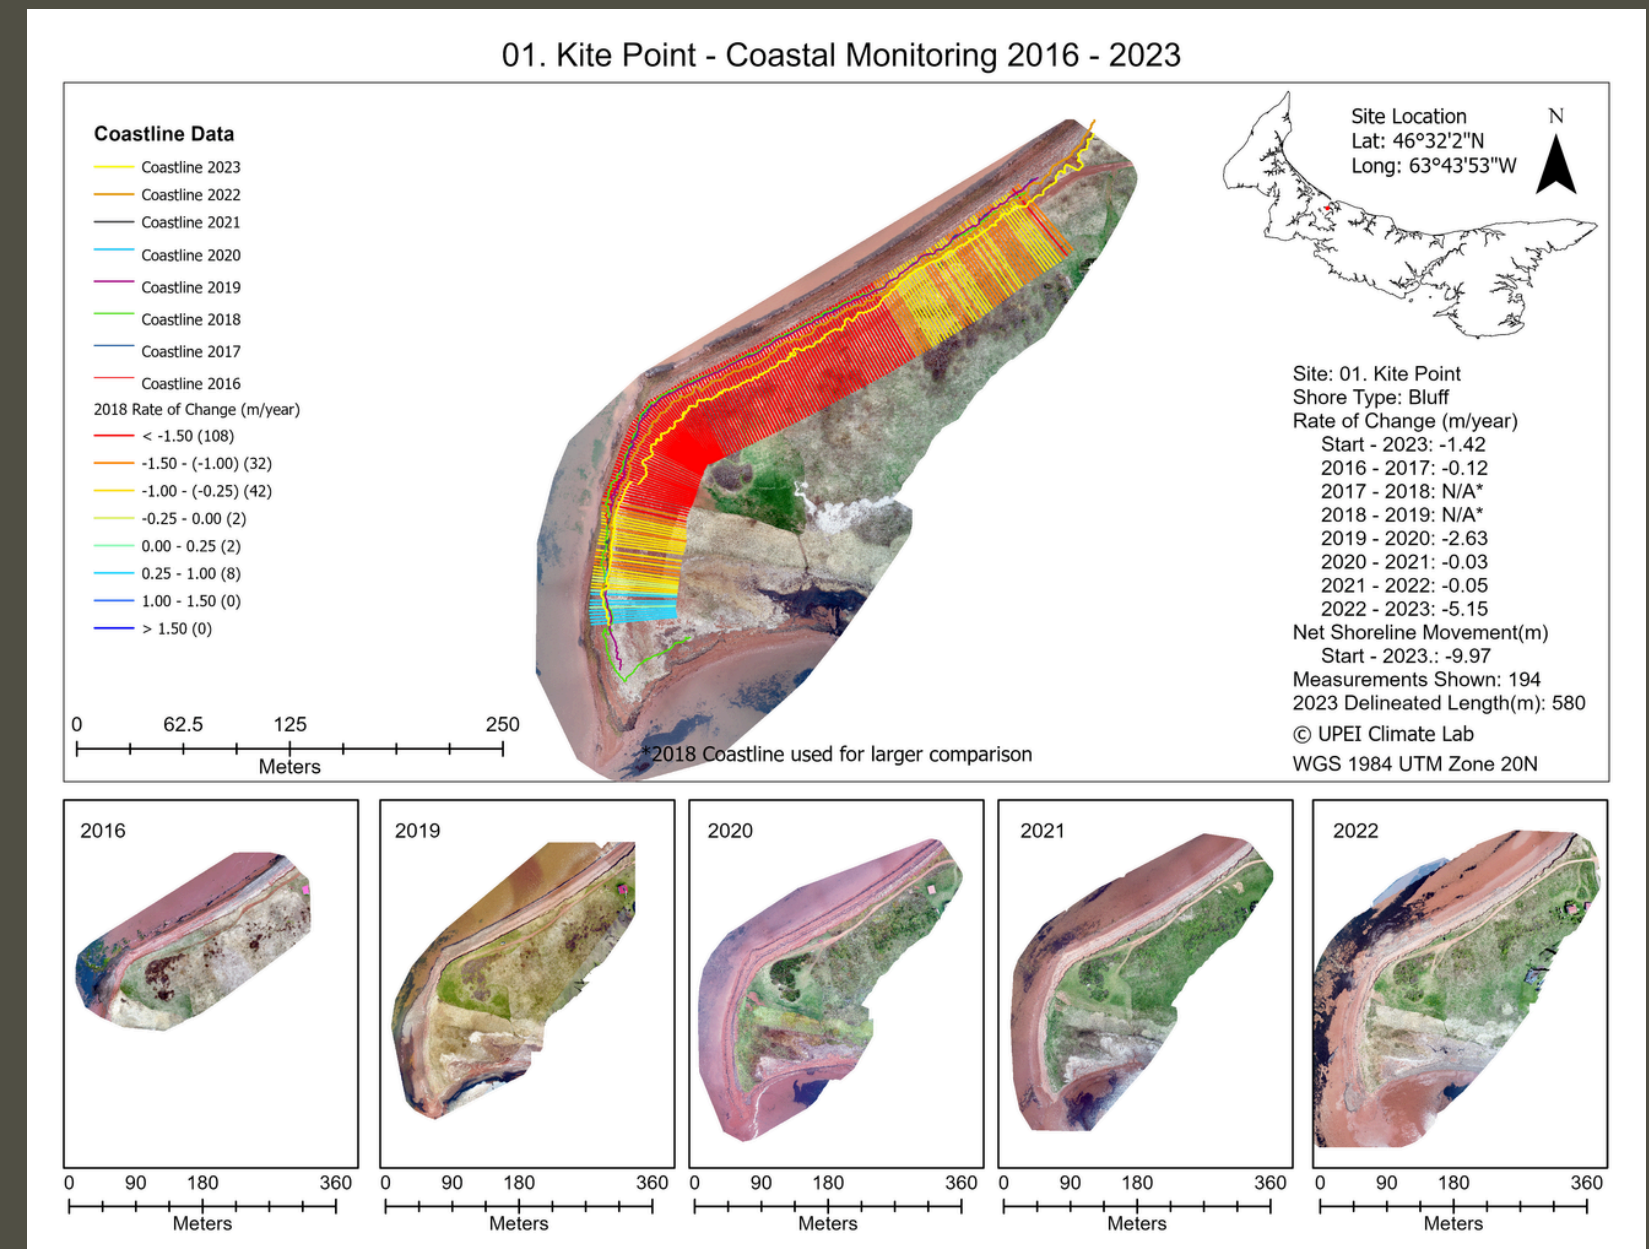 01. Kite Point - Coastal Monitoring 2016 - 2023
Coastline Data
Coastline 2023
Coastline 2022
Coastline 2021
Coastline 2020
Coastline 2019
Coastline 2018
Coastline 2017
Coastline 2016
2018 Rate of Change (m/year)
< -1.50 (108)
-1.50 - (-1.00) (32)
-1.00 - (-0.25) (42)
-0.25 - 0.00 (2)
0.00 - 0.25 (2)
0.25 - 1.00 (8)
1.00 - 1.50 (0)
> 1.50 (0)
0 62.5 125 250
Meters
*2018 Coastline used for larger comparison
Site Location
Lat: 46°32'2"N
Long: 63°43'53"W
N
Site: 01. Kite Point
Shore Type: Bluff
Rate of Change (m/year)
Start - 2023: -1.42
2016 - 2017: -0.12
2017 - 2018: N/A*
2018 - 2019: N/A*
2019 - 2020: -2.63
2020 - 2021: -0.03
2021 - 2022: -0.05
2022 - 2023: -5.15
Net Shoreline Movement(m)
Start - 2023.: -9.97
Measurements Shown: 194
2023 Delineated Length(m): 580
© UPEI Climate Lab
WGS 1984 UTM Zone 20N
2016
0 90 180 360
Meters
2019
0 90 180 360
Meters
2020
0 90 180 360
Meters
2021
0 90 180 360
Meters
2022
0 90 180 360
Meters